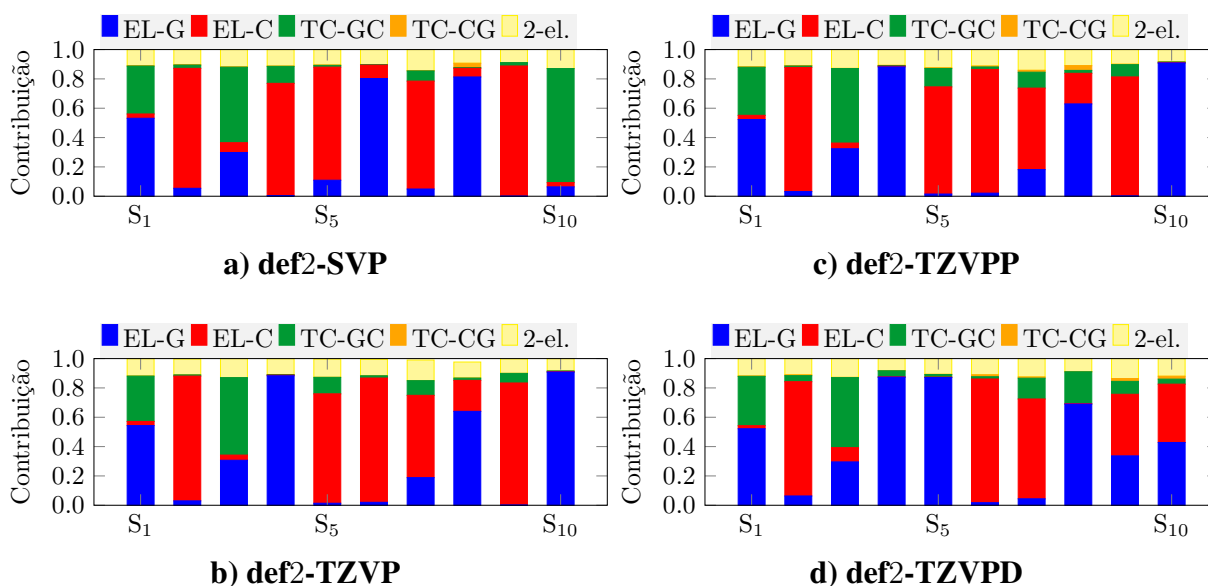 EL-G EL-C TC-GC TC-CG 2-el.
Contribuição
1.0
0.8
0.6
0.4
0.2
0.0
S1 S5 S10
a) def2-SVP
EL-G EL-C TC-GC TC-CG 2-el.
Contribuição
1.0
0.8
0.6
0.4
0.2
0.0
S1 S5 S10
c) def2-TZVPP
EL-G EL-C TC-GC TC-CG 2-el.
Contribuição
1.0
0.8
0.6
0.4
0.2
0.0
S1 S5 S10
b) def2-TZVP
EL-G EL-C TC-GC TC-CG 2-el.
Contribuição
1.0
0.8
0.6
0.4
0.2
0.0
S1 S5 S10
d) def2-TZVPD